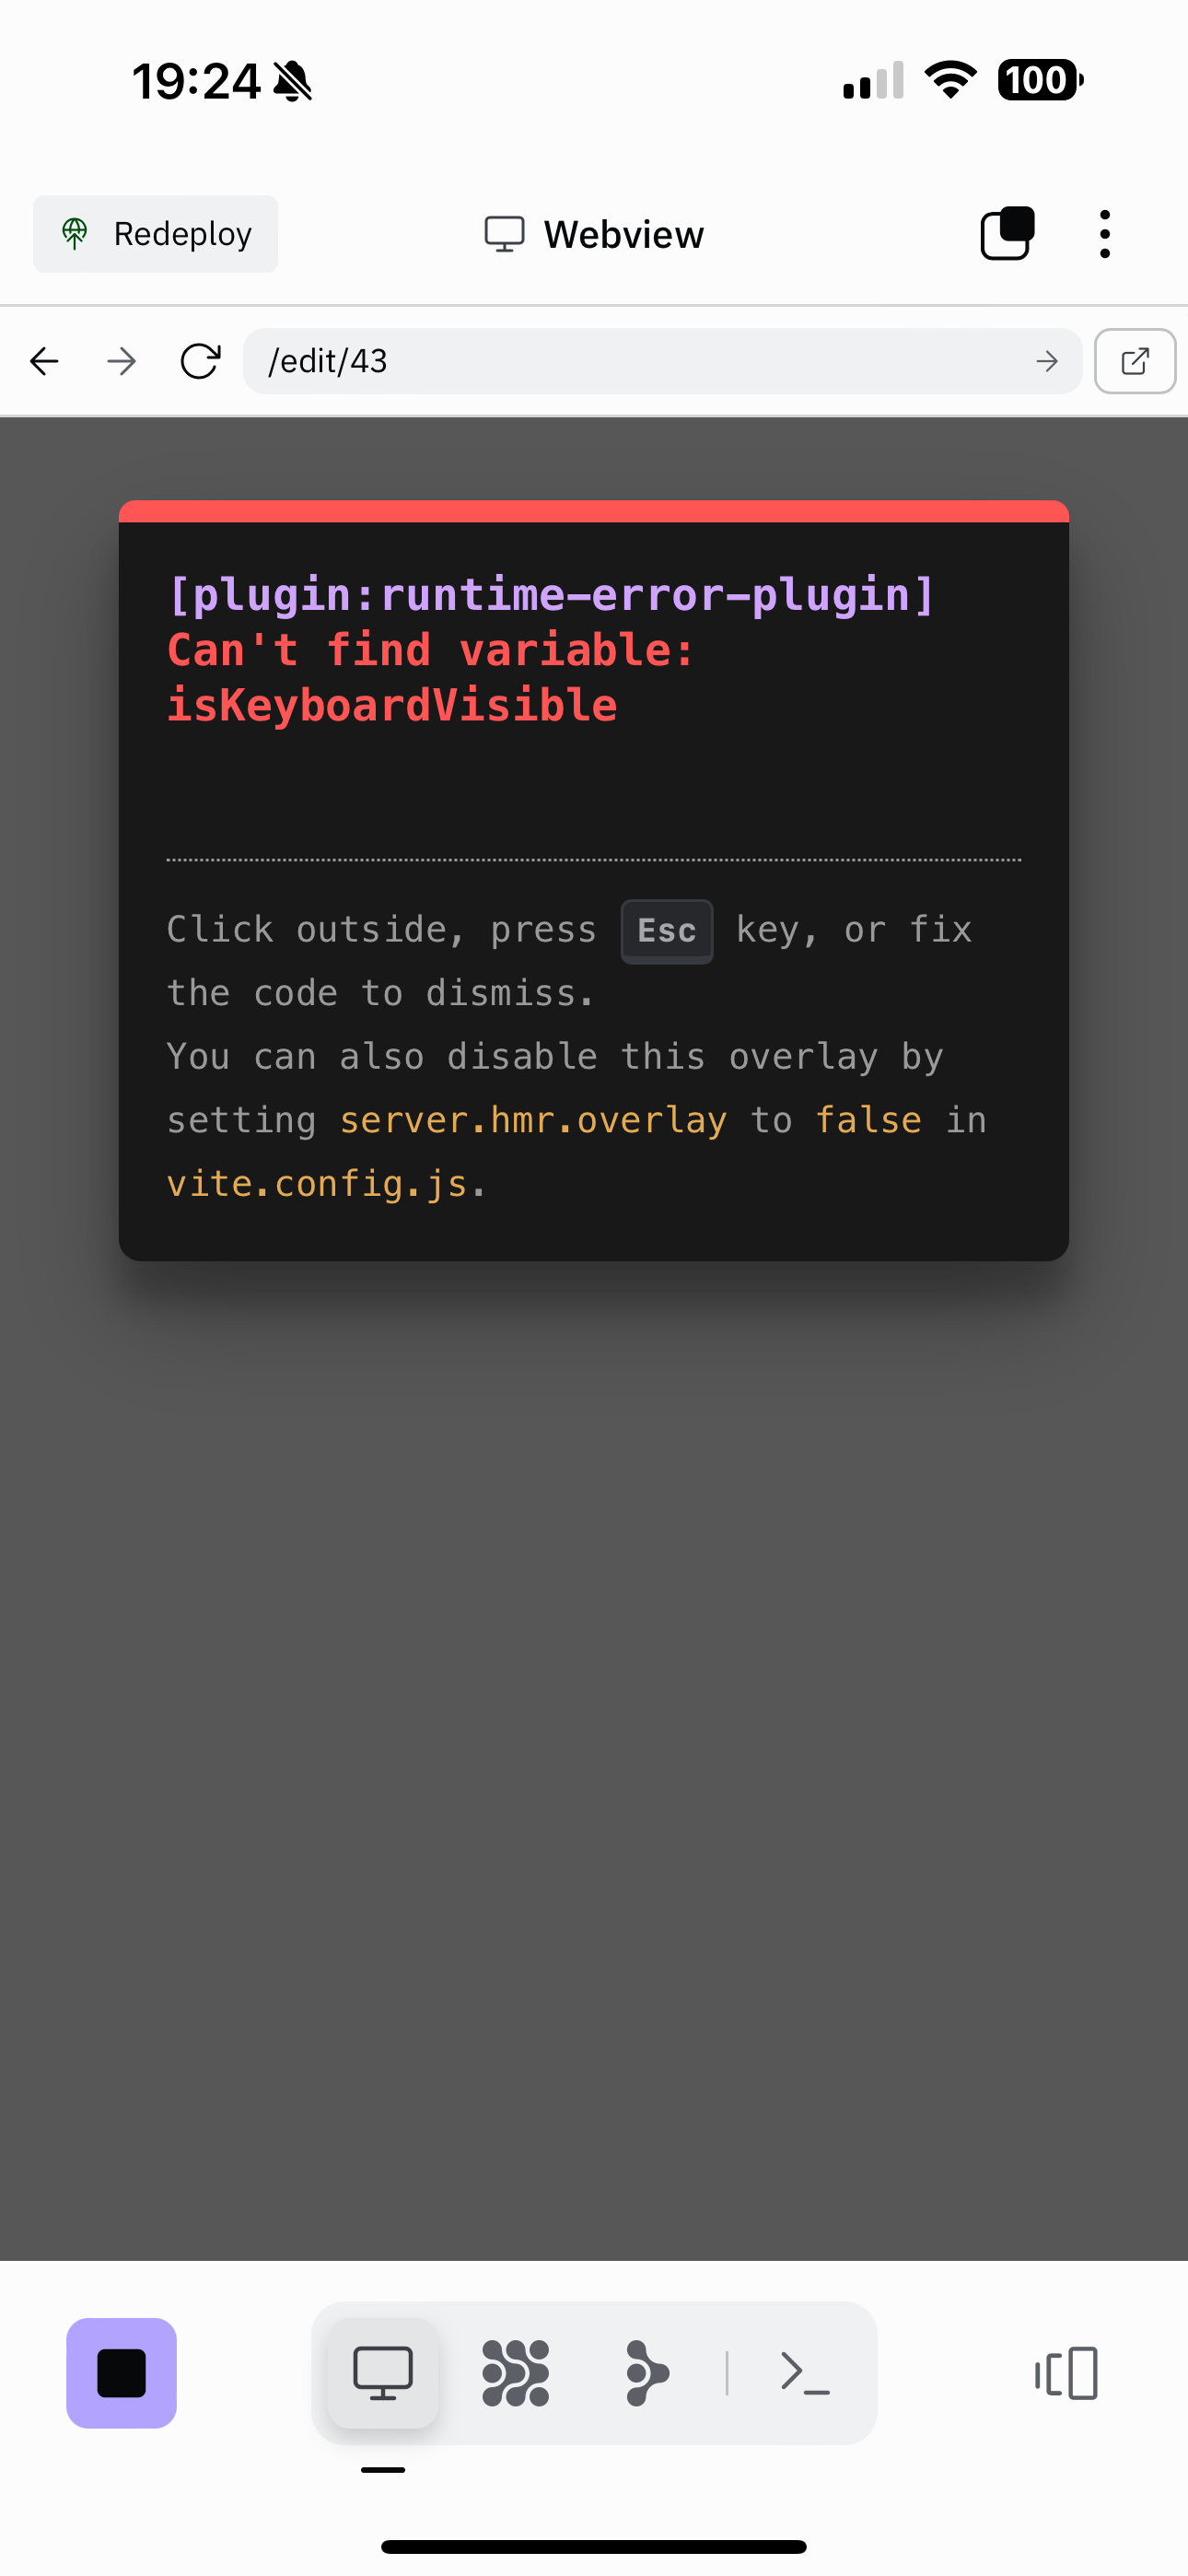 19:24
100
Redeploy
Webview
/edit/43
[plugin:runtime-error-plugin]
Can't find variable:
isKeyboardVisible
Click outside, press Esc key, or fix
the code to dismiss.
You can also disable this overlay by
setting server.hmr.overlay to false in
vite.config.js.